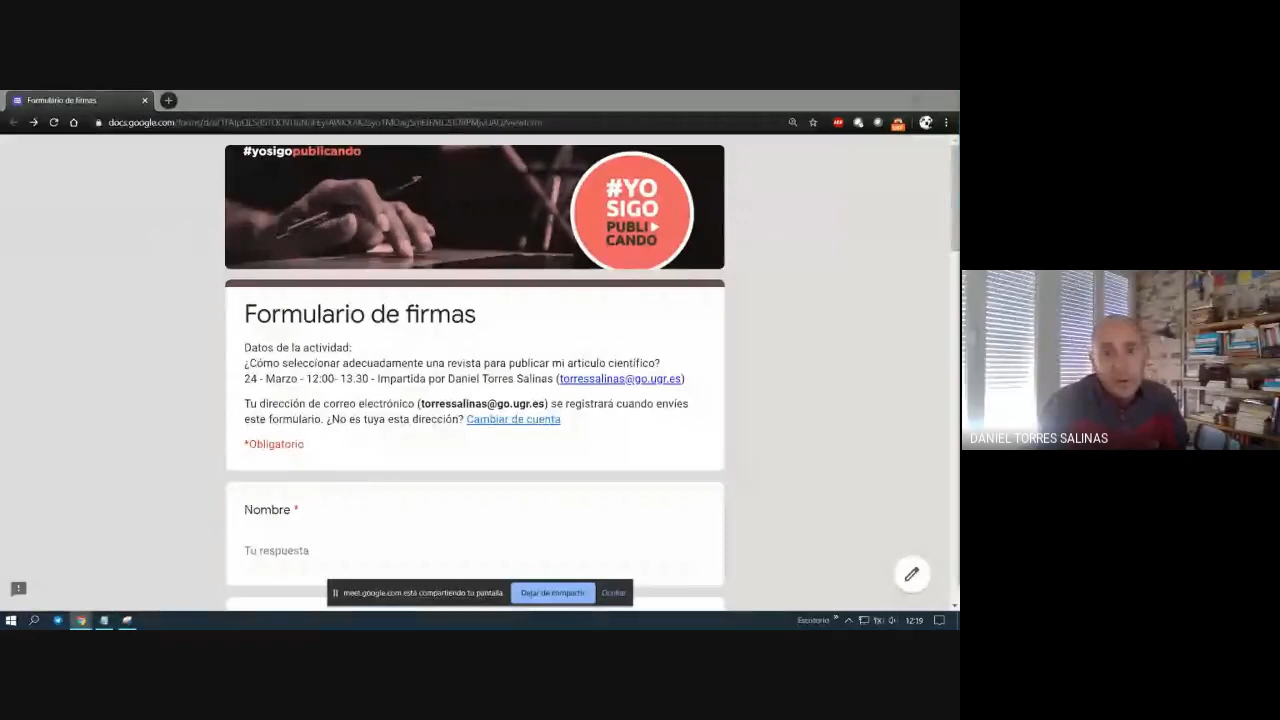 Formulario de firmas
docs.google.com
#yosigopublicando
#YO
SIGO
PUBLI
CANDO
Formulario de firmas
Datos de la actividad:
¿Cómo seleccionar adecuadamente una revista para publicar mi articulo científico?
24 - Marzo - 12:00- 13.30 - Impartida por Daniel Torres Salinas (torressalinas@go.ugr.es)
Tu dirección de correo electrónico (torressalinas@go.ugr.es) se registrará cuando envíes
este formulario. ¿No es tuya esta dirección? Cambiar de cuenta
*Obligatorio
Nombre *
Tu respuesta
meet.google.com está compartiendo tu pantalla. Dejar de compartir Ocultar
Escritorio 12:19
DANIEL TORRES SALINAS